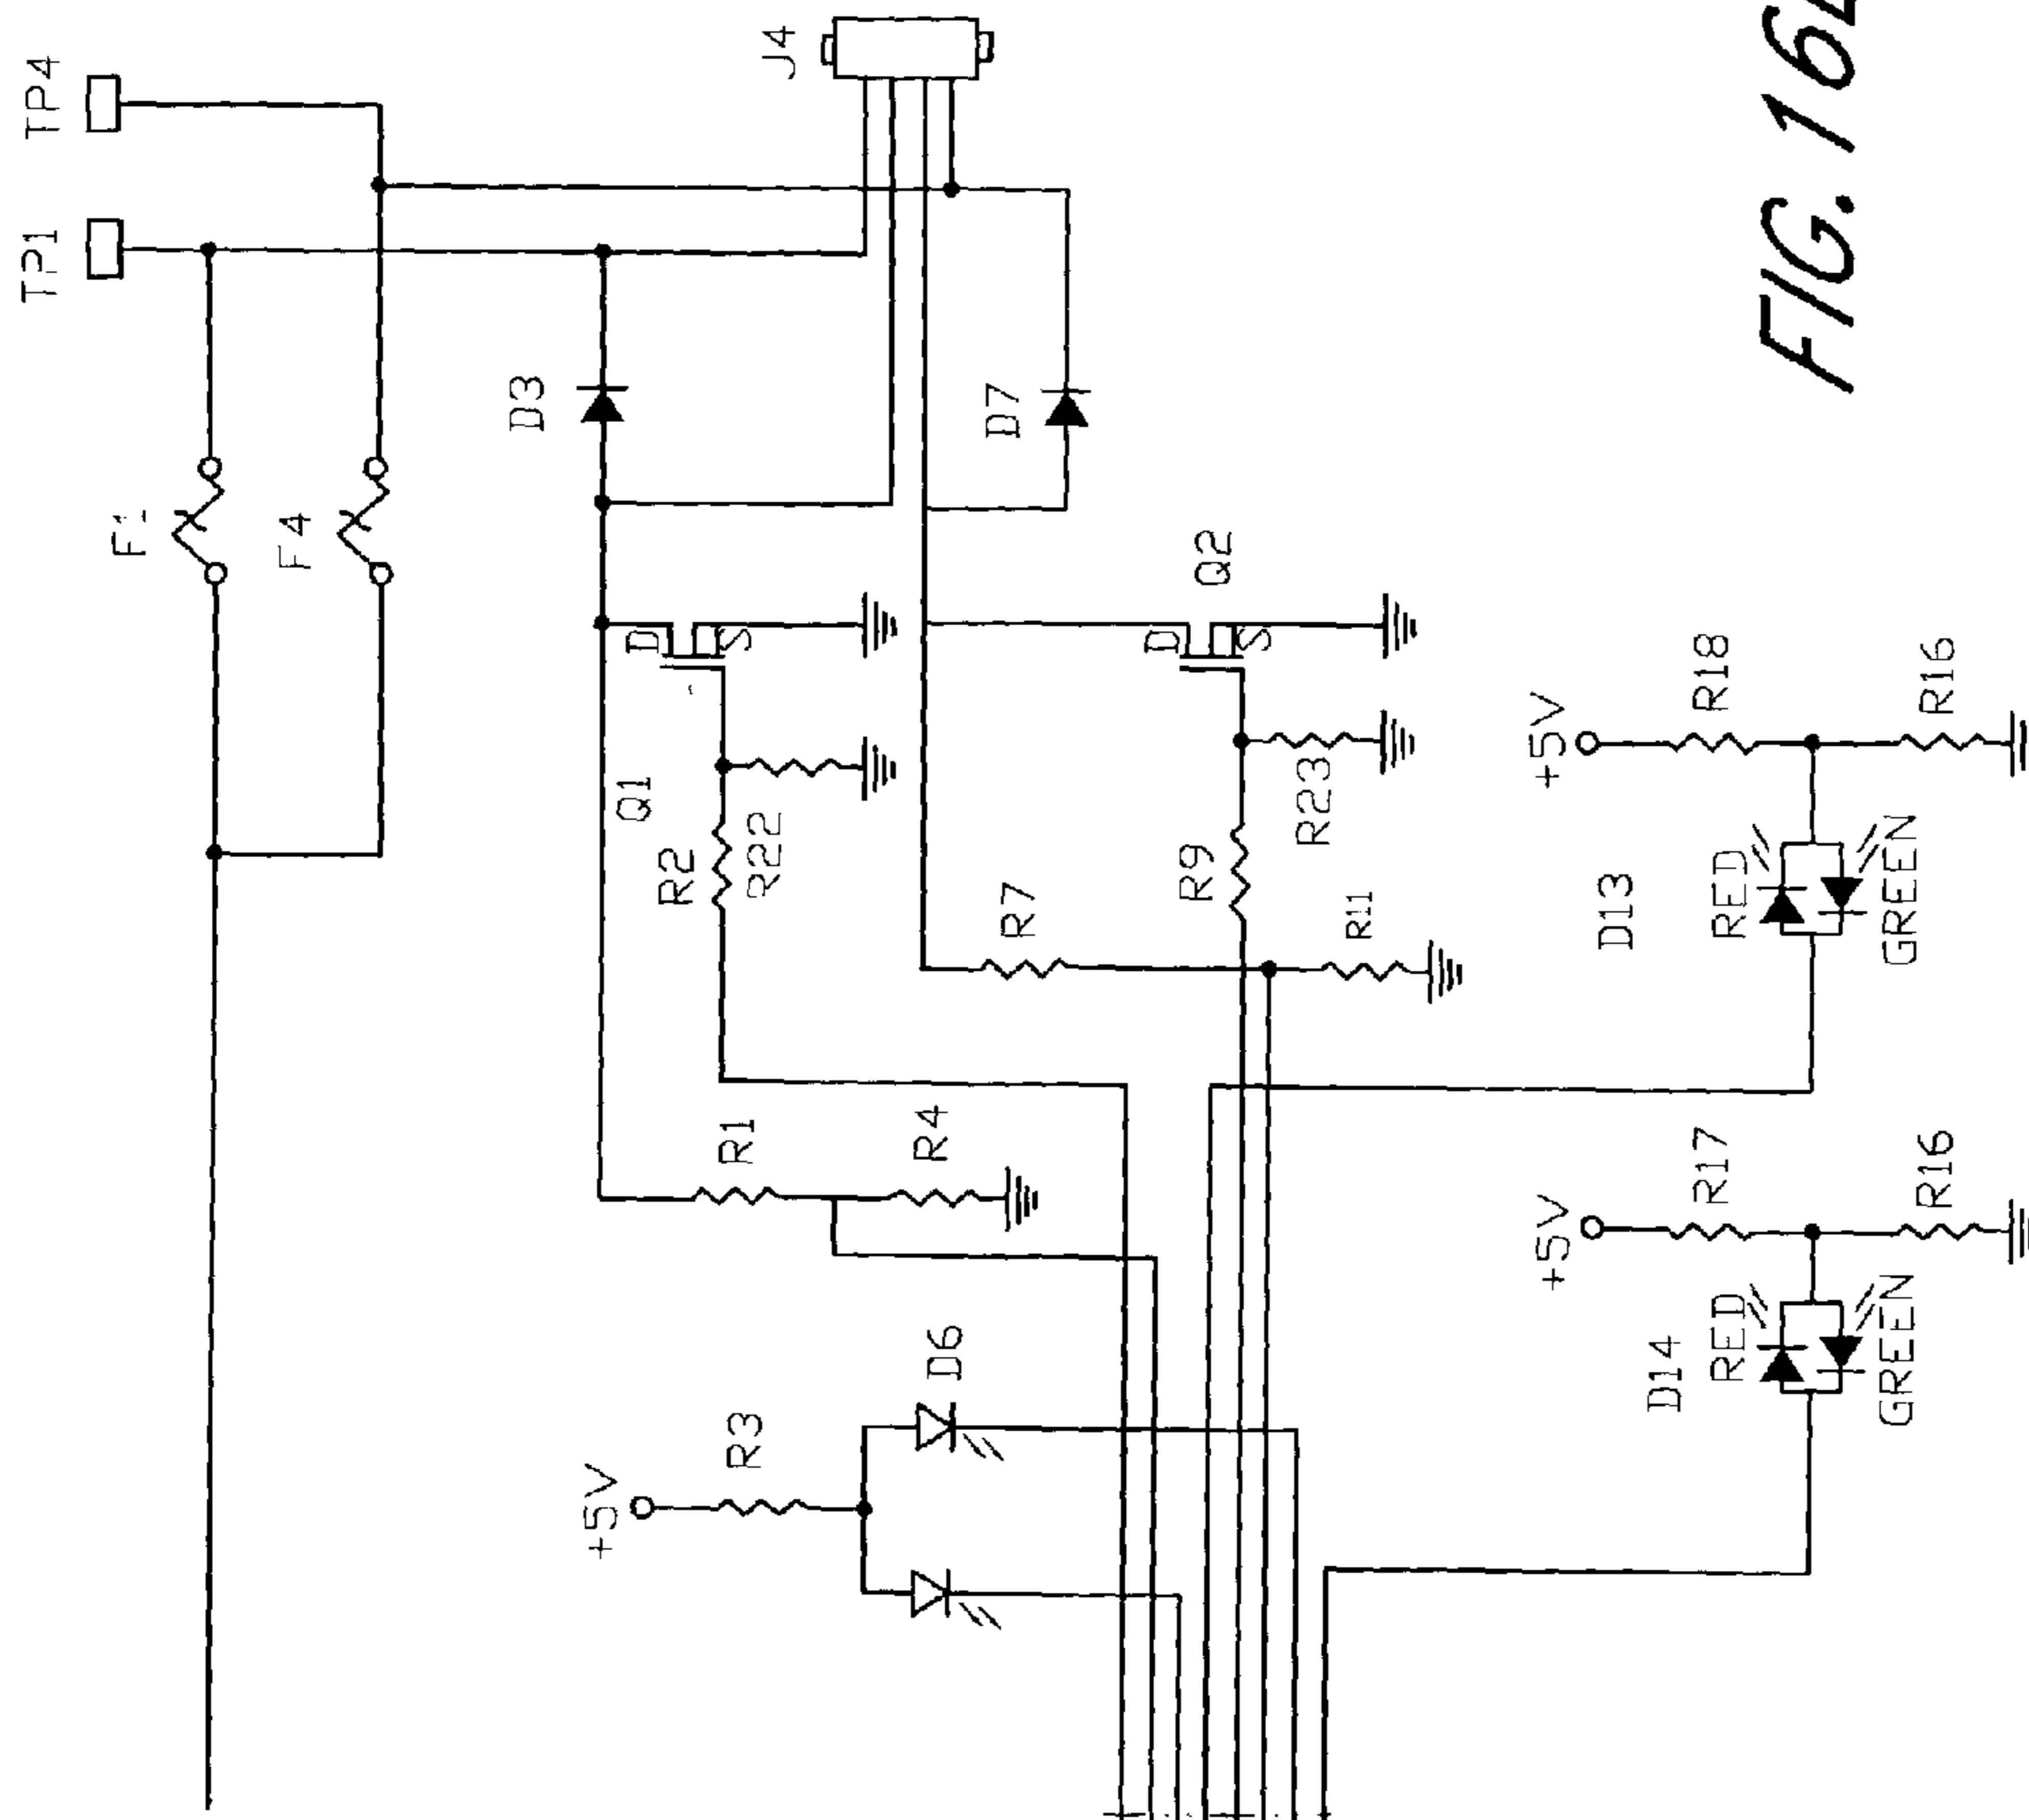 TP1
TP4
F1
F4
D3
J4
+5V
R3
D6
R1
R4
Q1
D
S
R2
R22
D7
R7
R11
Q2
D
S
R9
R23
+5V
R17
R16
D14
RED
GREEN
+5V
R18
R16
D13
RED
GREEN
FIG. 16